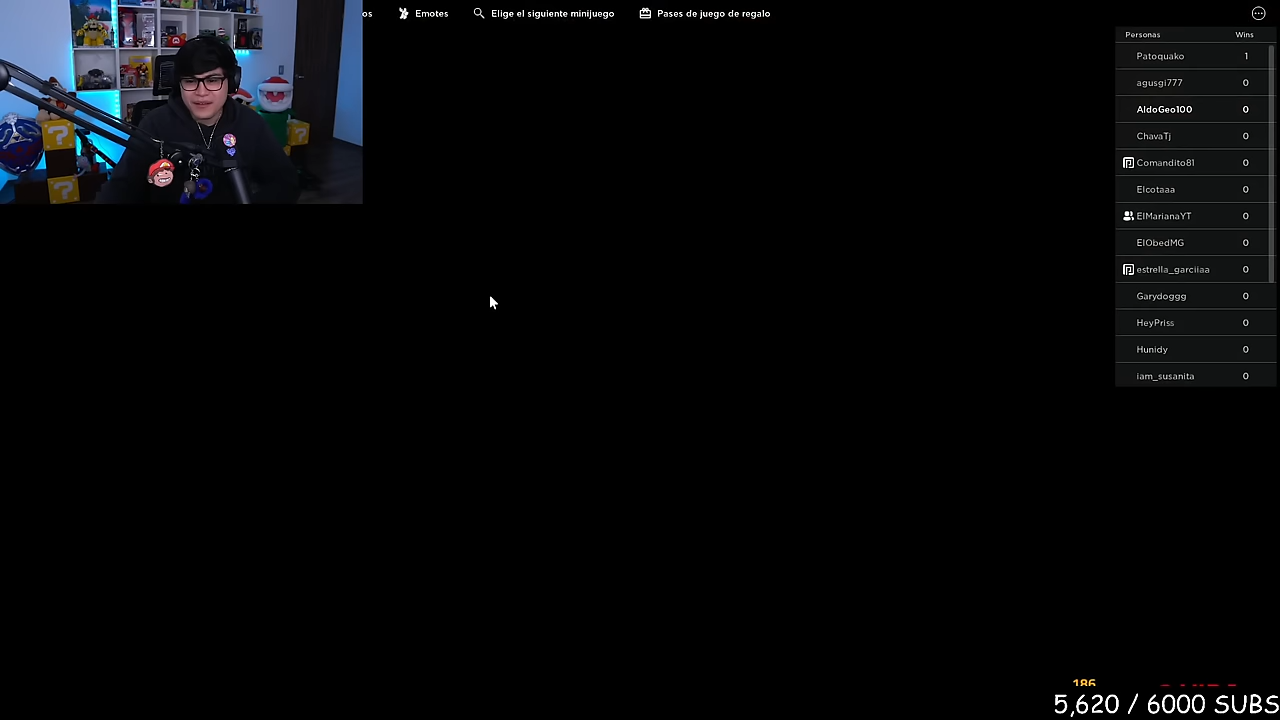 os Emotes Elige el siguiente minijuego Pases de juego de regalo
Personas Wins
Patoquako 1
agusgi777 0
AldoGeo100 0
ChavaTj 0
Comandito81 0
Elcotaaa 0
ElMarianaYT 0
ElObedMG 0
estrella_garciiaa 0
Garydoggg 0
HeyPriss 0
Hunidy 0
iam_susanita 0
?
?
?
186
5,620 / 6000 SUBS